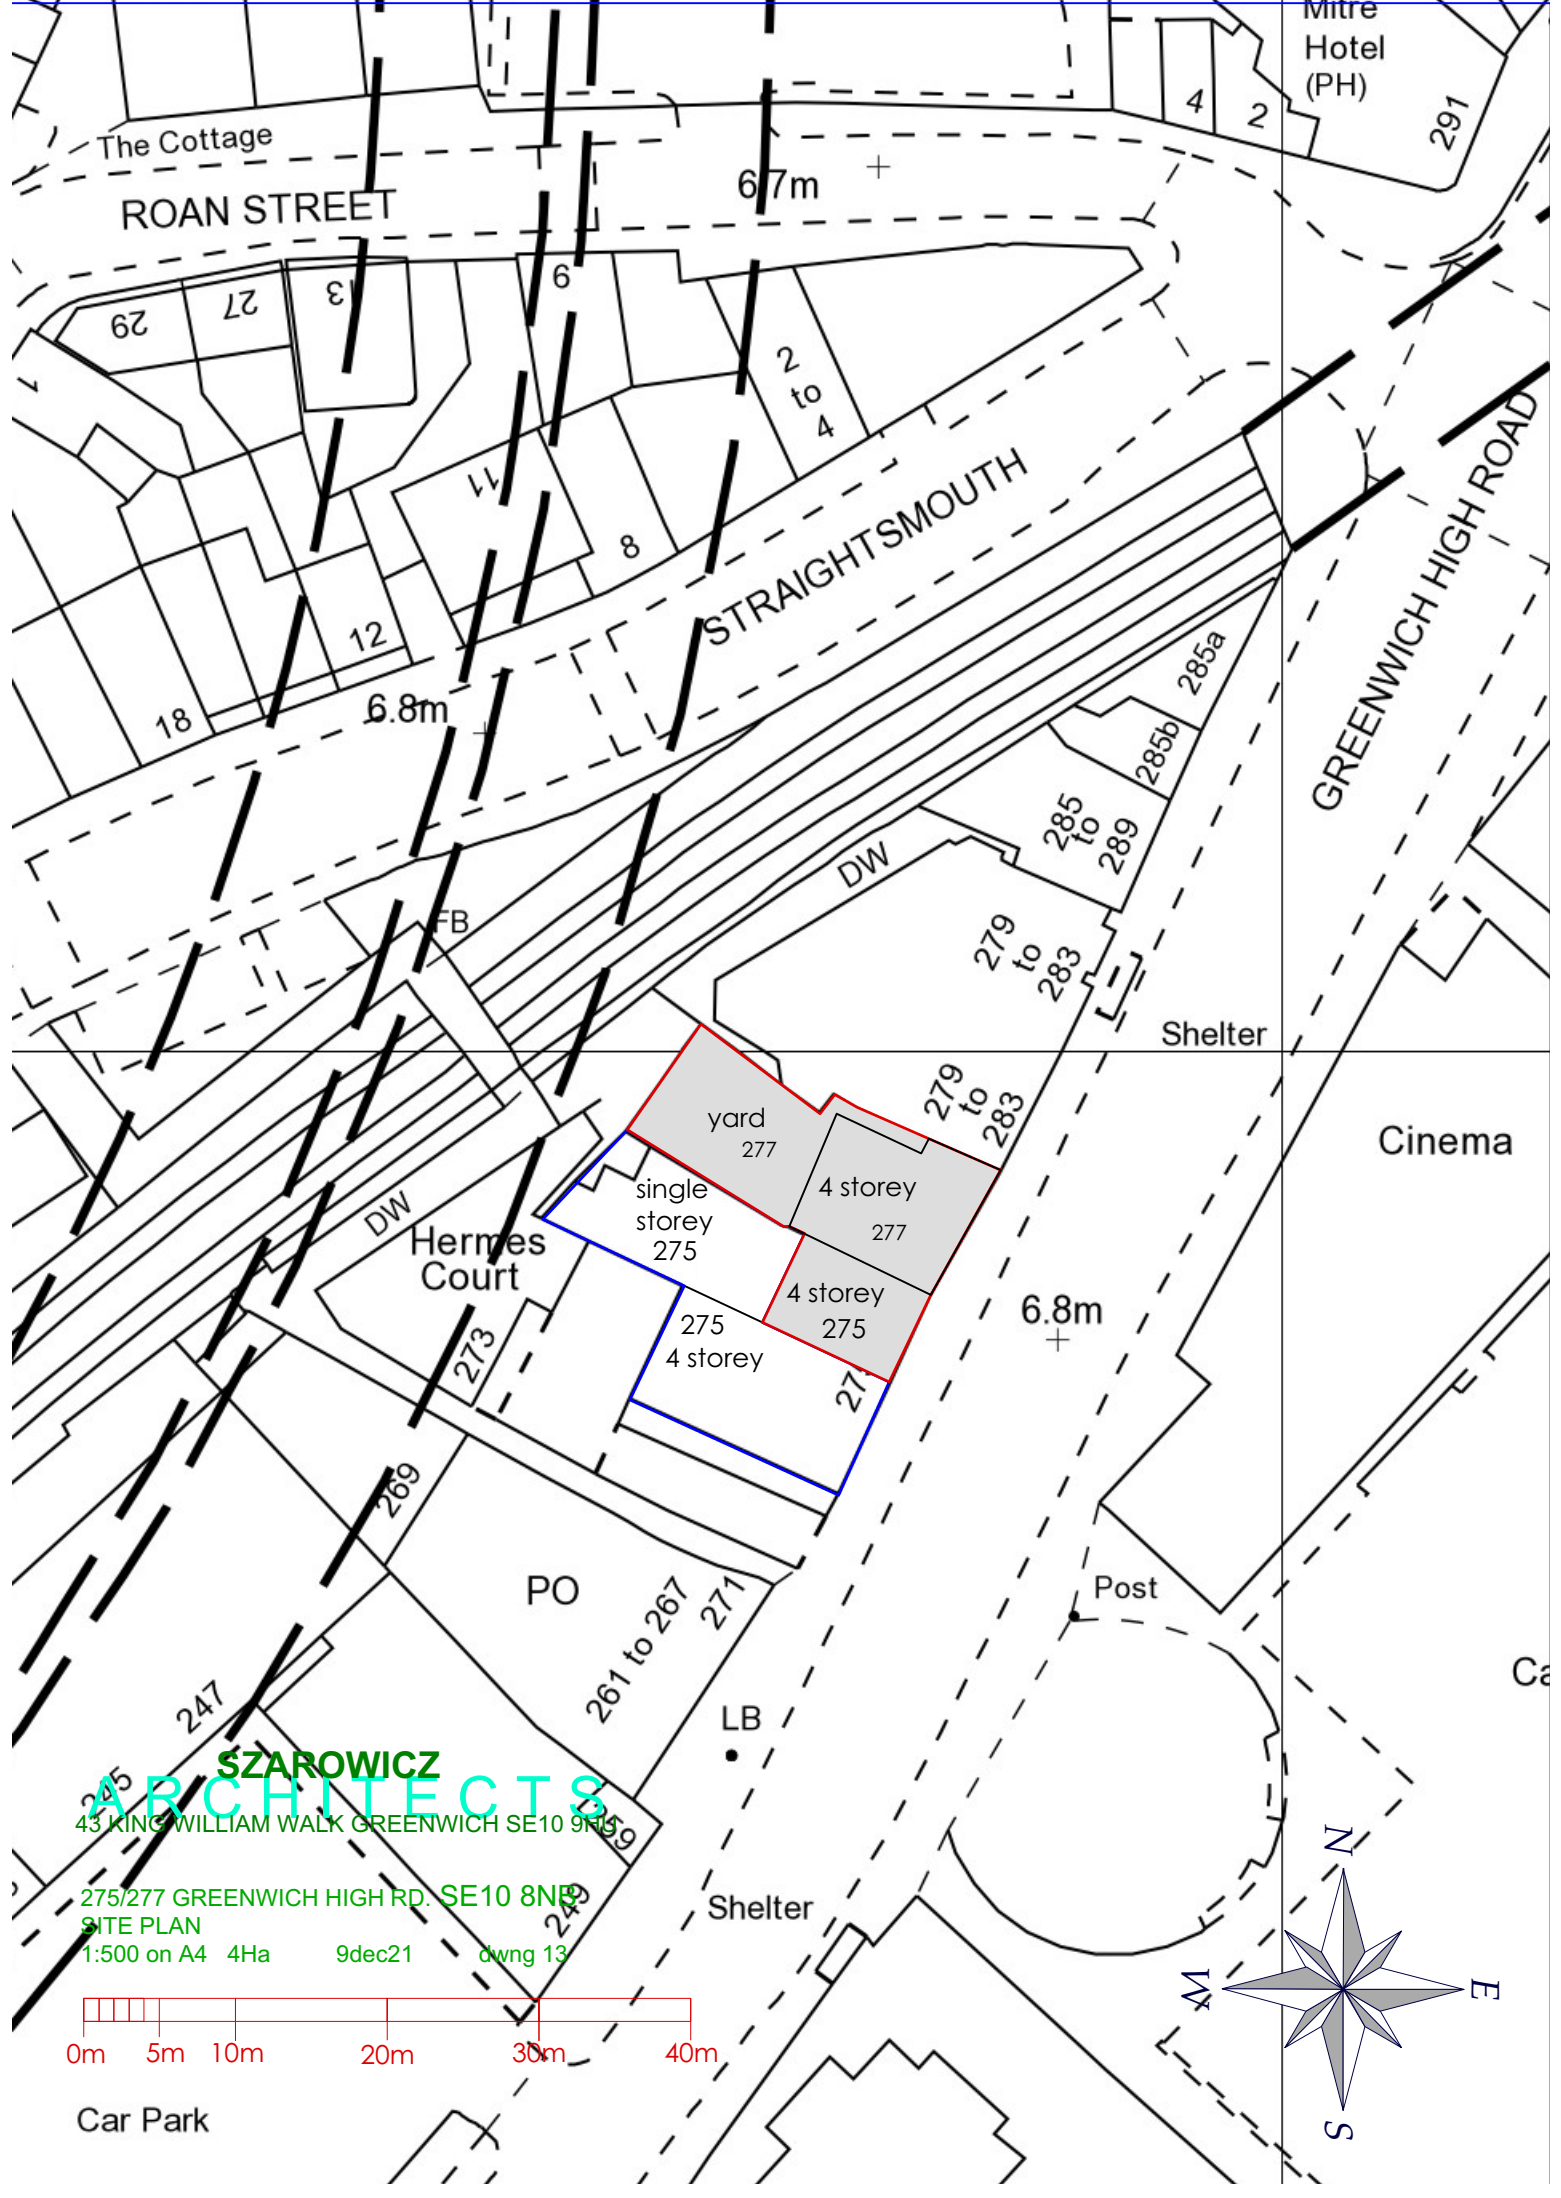 Mitre
Hotel
(PH)
4
2
291
The Cottage
ROAN STREET
6.7m
29
27
13
9
1
2
to
4
11
8
STRAIGHTSMOUTH
GREENWICH HIGH ROAD
12
18
6.8m
285a
285b
285
to
289
DW
FB
279
to
283
Shelter
279
to
283
Cinema
yard
277
4 storey
277
single
storey
275
4 storey
275
DW
Hermes
Court
275
4 storey
6.8m
273
269
PO
261 to 267
271
Post
LB
247
245
SZAROWICZ
ARCHITECTS
43 KING WILLIAM WALK GREENWICH SE10 9HU
259
275/277 GREENWICH HIGH RD. SE10 8NB
SITE PLAN
1:500 on A4 4Ha 9dec21 dwng 13
249
Shelter
N
W
E
S
0m 5m 10m 20m 30m 40m
Car Park